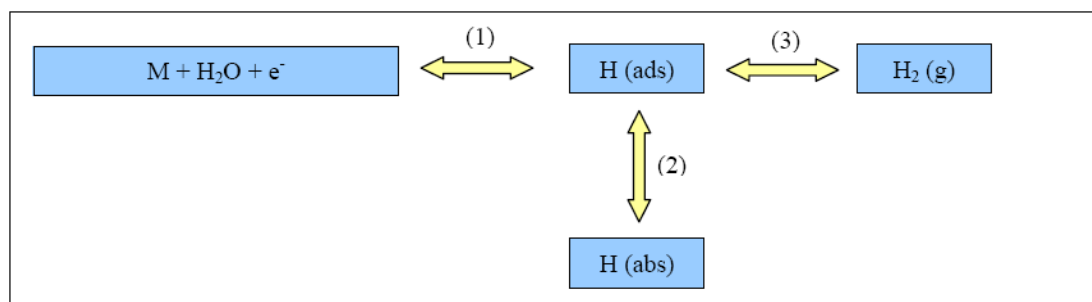 (1)
(3)
M + H₂O + e⁻
H (ads)
H₂ (g)
(2)
H (abs)